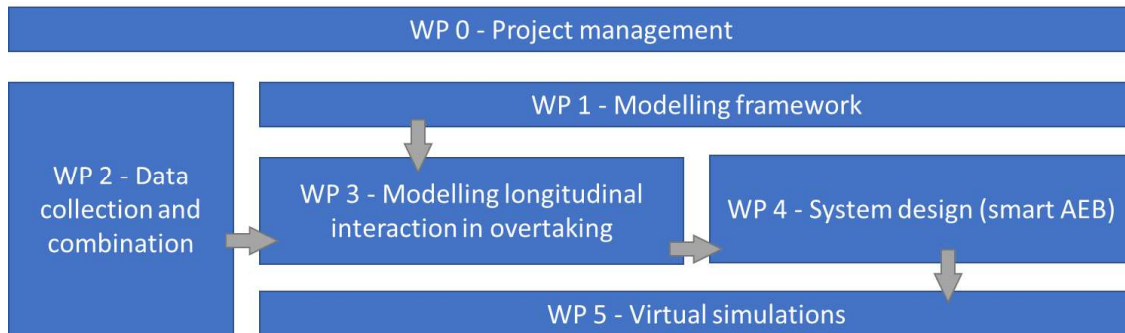 WP 0 - Project management
WP 1 - Modelling framework
WP 2 - Data
collection and
combination
WP 3 - Modelling longitudinal
interaction in overtaking
WP 4 - System design (smart AEB)
WP 5 - Virtual simulations